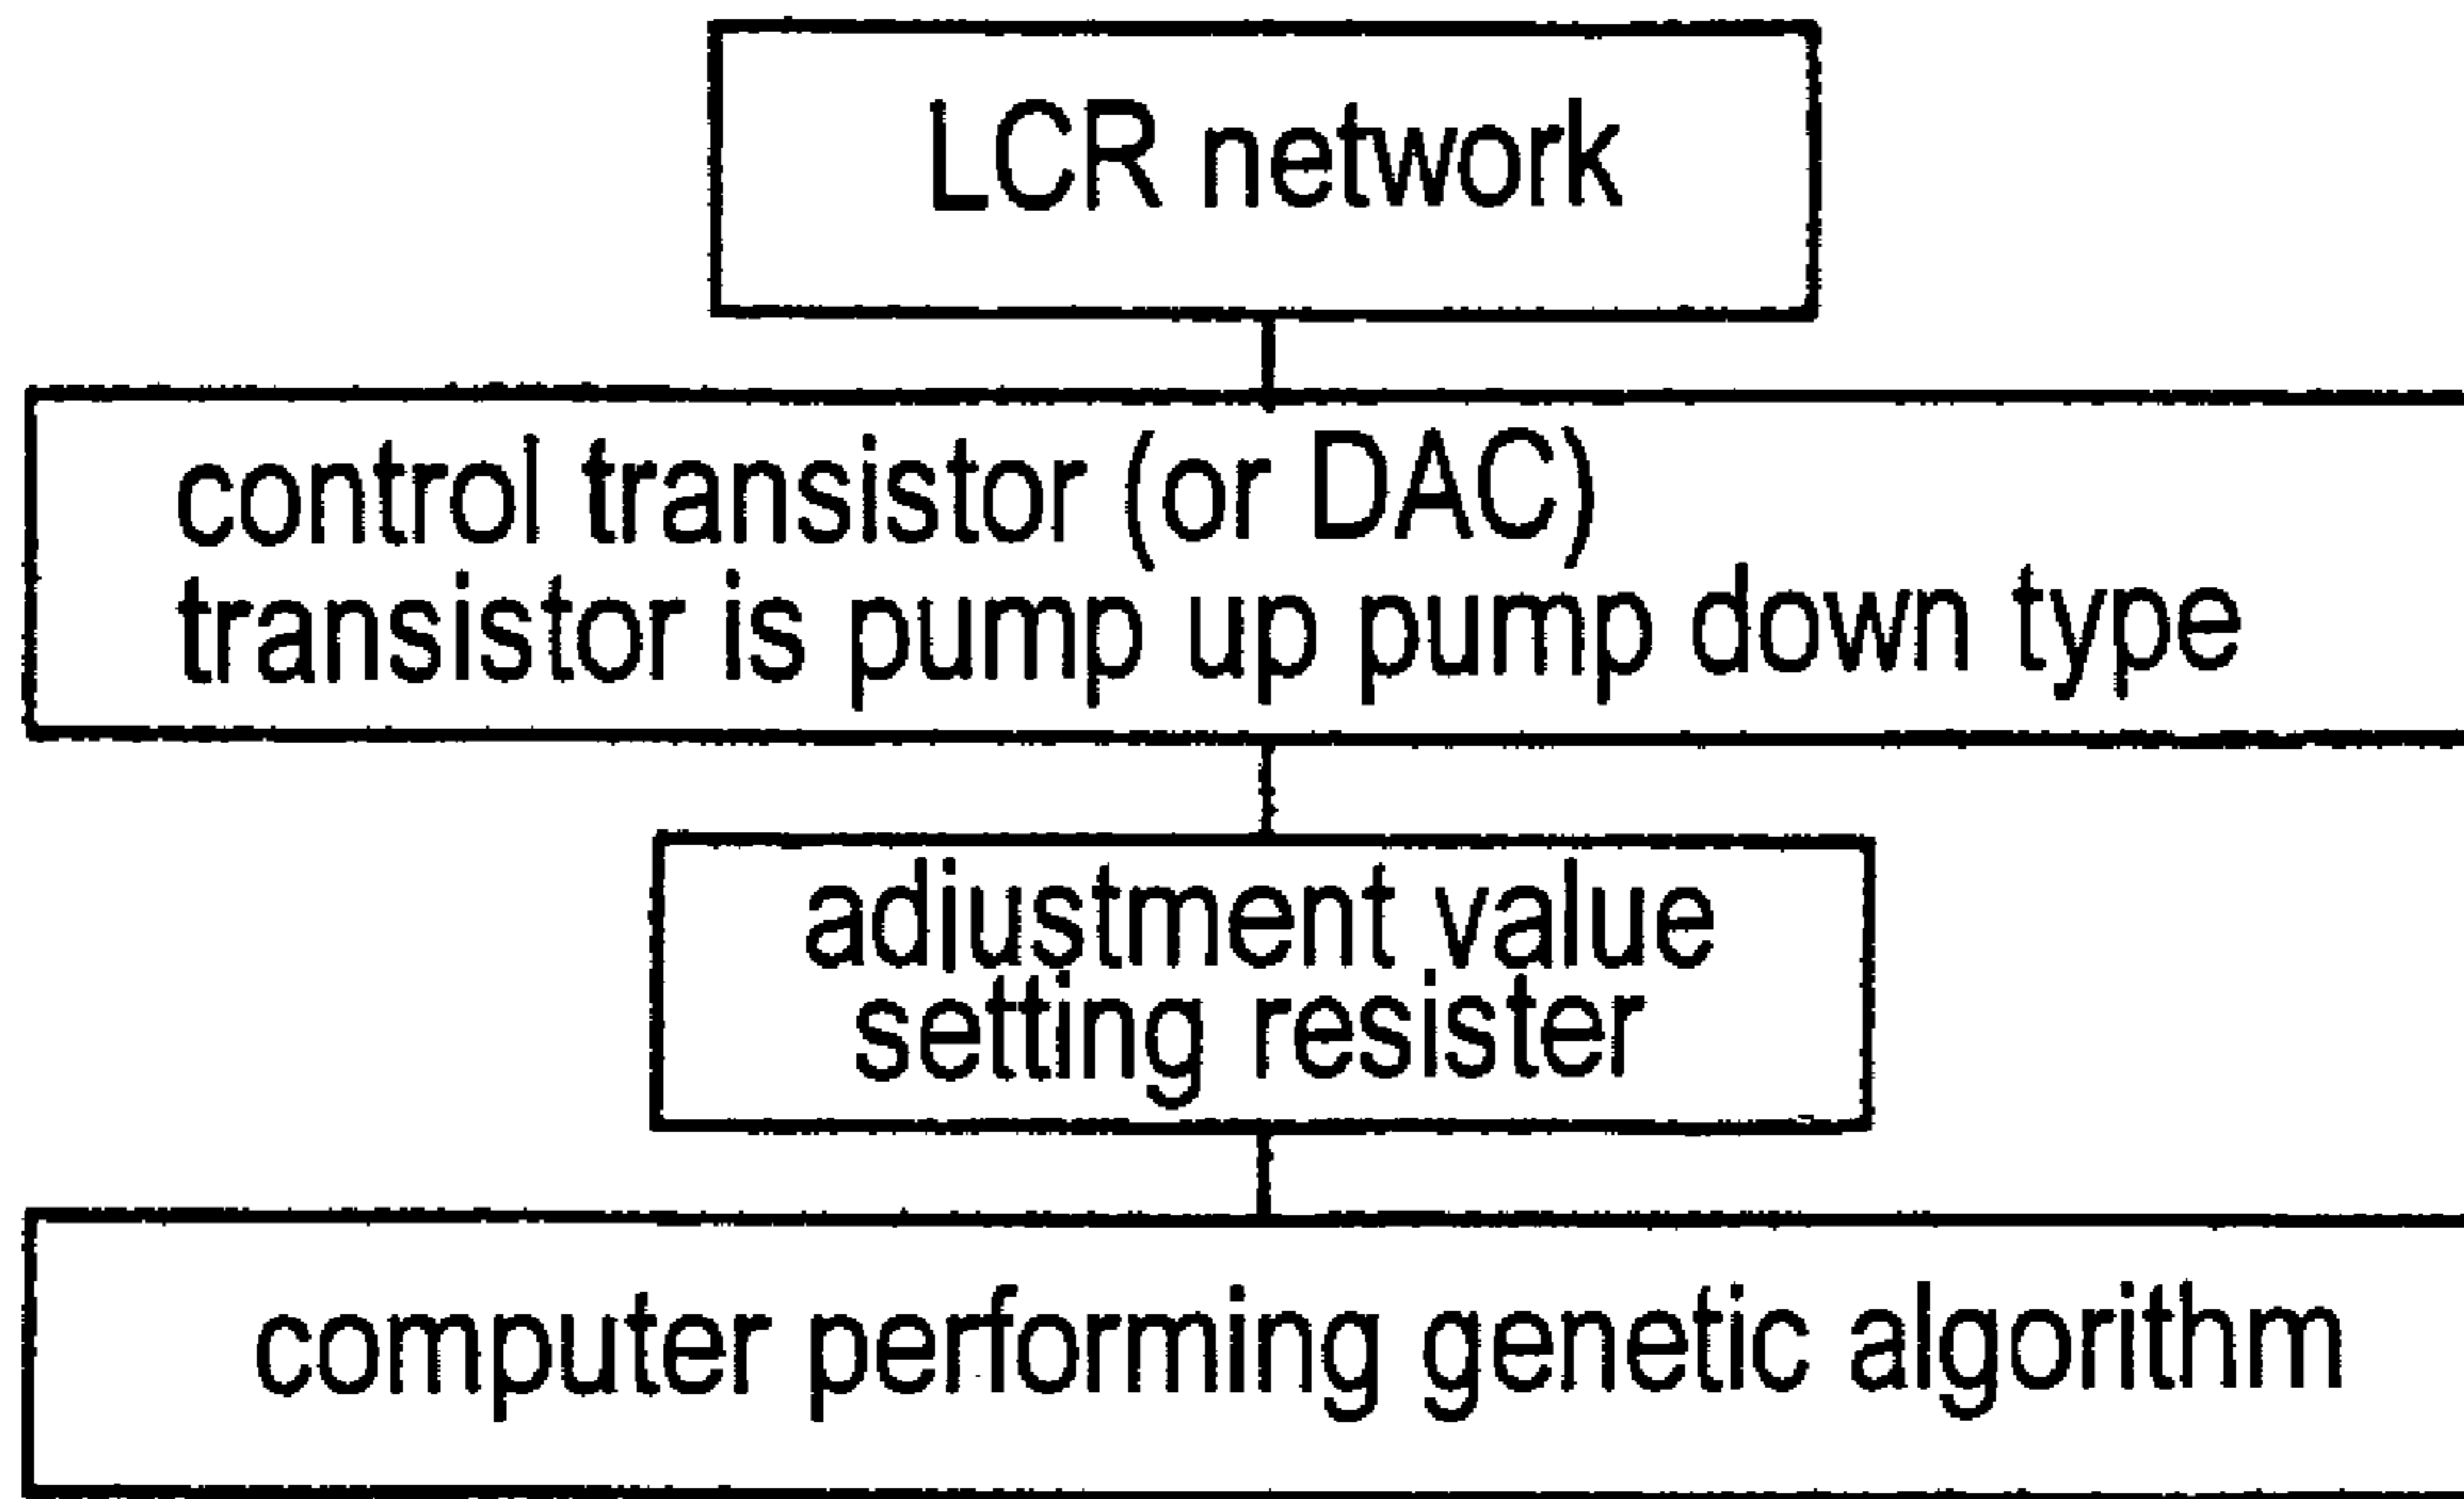 LCR network
control transistor (or DAC)
transistor is pump up pump down type
adjustment value
setting resister
computer performing genetic algorithm